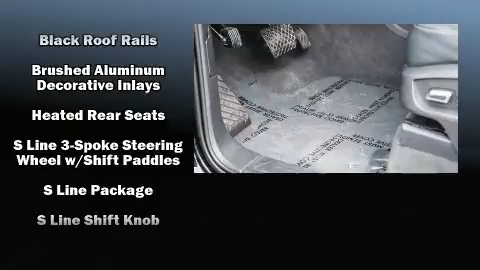 Black Roof Rails
Brushed Aluminum
Decorative Inlays
Heated Rear Seats
S Line 3-Spoke Steering
Wheel w/Shift Paddles
S Line Package
S Line Shift Knob